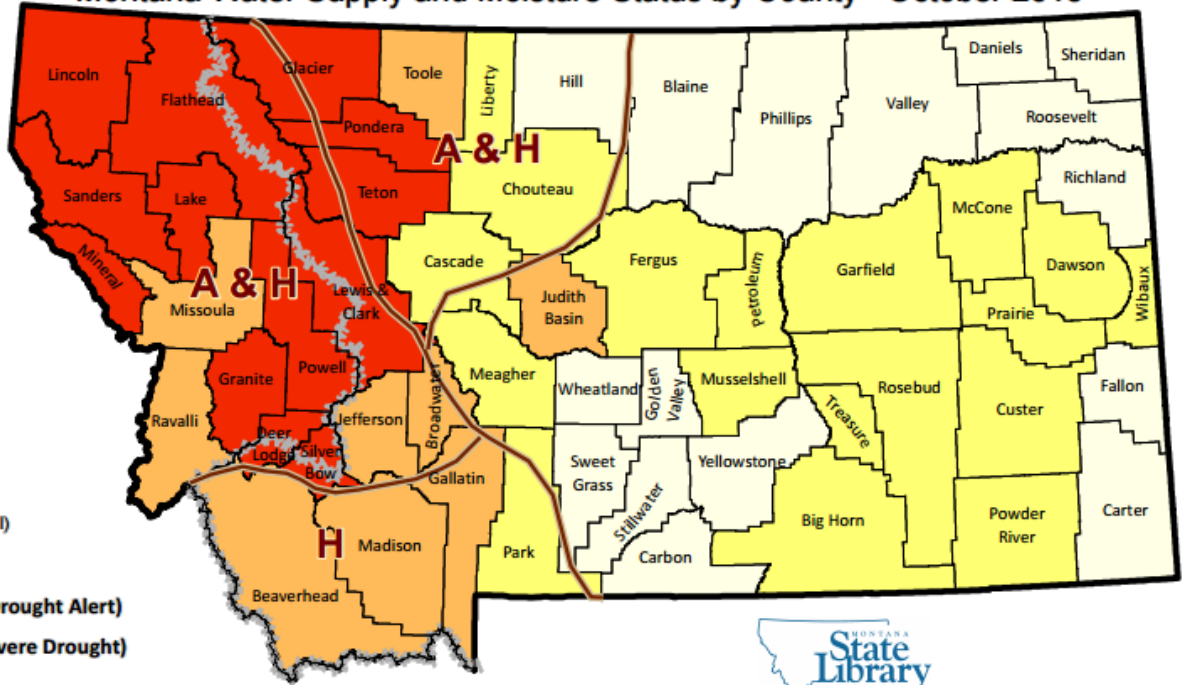 Lincoln
Flathead
Glacier
Toole
Liberty
Hill
Blaine
Phillips
Valley
Daniels
Sheridan
Roosevelt
Pondera
A & H
Chouteau
Teton
Sanders
Lake
Richland
McCone
Mineral
A & H
Missoula
Lewis &
Clark
Cascade
Judith
Basin
Fergus
Petroleum
Garfield
Dawson
Wibaux
Prairie
Granite
Powell
Meagher
Wheatland
Golden
Valley
Musselshell
Treasure
Rosebud
Custer
Fallon
Ravalli
Deer
Lodge
Silver
Bow
Jefferson
Broadwater
Gallatin
Sweet
Grass
Stillwater
Yellowstone
Big Horn
Powder
River
Carter
H
Madison
Park
Carbon
Beaverhead
rought Alert)
vere Drought)
MONTANA
State
Library